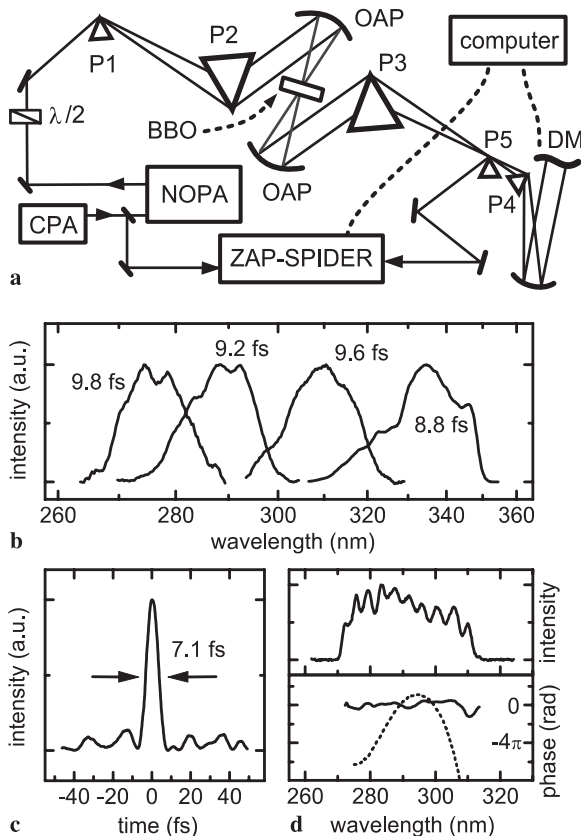 P1
P2
OAP
computer
λ/2
BBO
P3
P5
DM
OAP
P4
NOPA
CPA
ZAP-SPIDER
a
intensity (a.u.)
9.8 fs
9.2 fs
9.6 fs
8.8 fs
260 280 300 320 340 360
wavelength (nm)
b
intensity (a.u.)
7.1 fs
-40 -20 0 20 40
time (fs)
c
intensity
0
-4π
phase (rad)
260 280 300 320
wavelength (nm)
d